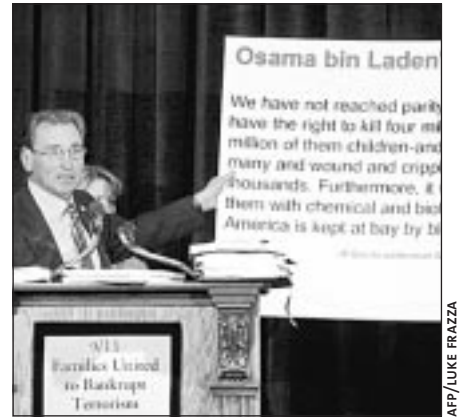 Osama bin Laden'
We have not reached parity
have the right to kill four mi
million of them children-and
many and wound and cripp
thousands. Furthermore, it
them with chemical and bio
America is kept at bay by bl
9/11
Families United
to Bankrupt
Terrorism
AFP/LUKE FRAZZA